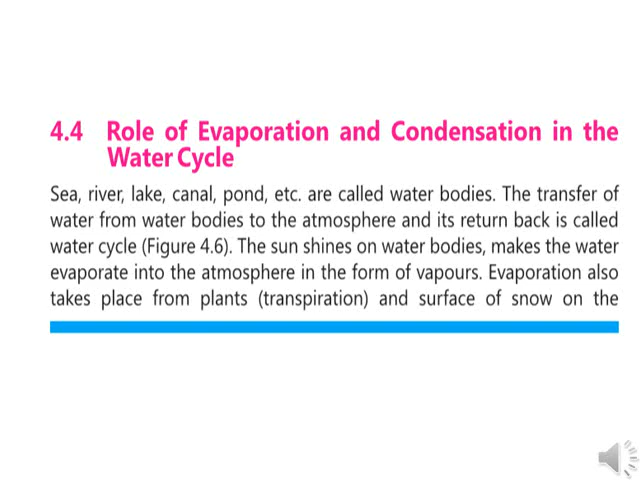 4.4 Role of Evaporation and Condensation in the
Water Cycle
Sea, river, lake, canal, pond, etc. are called water bodies. The transfer of
water from water bodies to the atmosphere and its return back is called
water cycle (Figure 4.6). The sun shines on water bodies, makes the water
evaporate into the atmosphere in the form of vapours. Evaporation also
takes place from plants (transpiration) and surface of snow on the